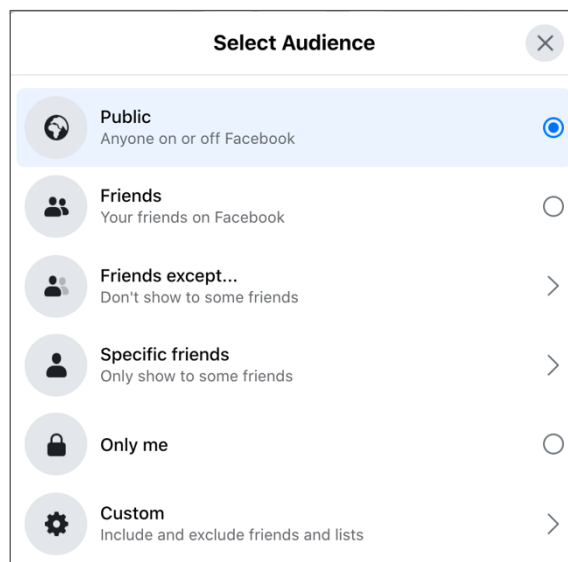 Select Audience
Public
Anyone on or off Facebook
Friends
Your friends on Facebook
Friends except...
Don't show to some friends
Specific friends
Only show to some friends
Only me
Custom
Include and exclude friends and lists